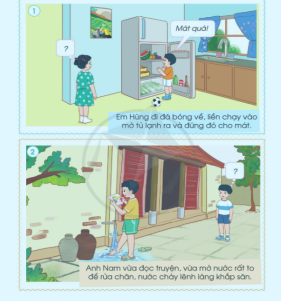 1
Mát quá!
?
Em Hùng đi đá bóng về, liền chạy vào
mở tủ lạnh ra và đứng đó cho mát.
2
?
Anh Nam vừa đọc truyện, vừa mở nước rất to
để rửa chân, nước chảy lênh láng khắp sân.